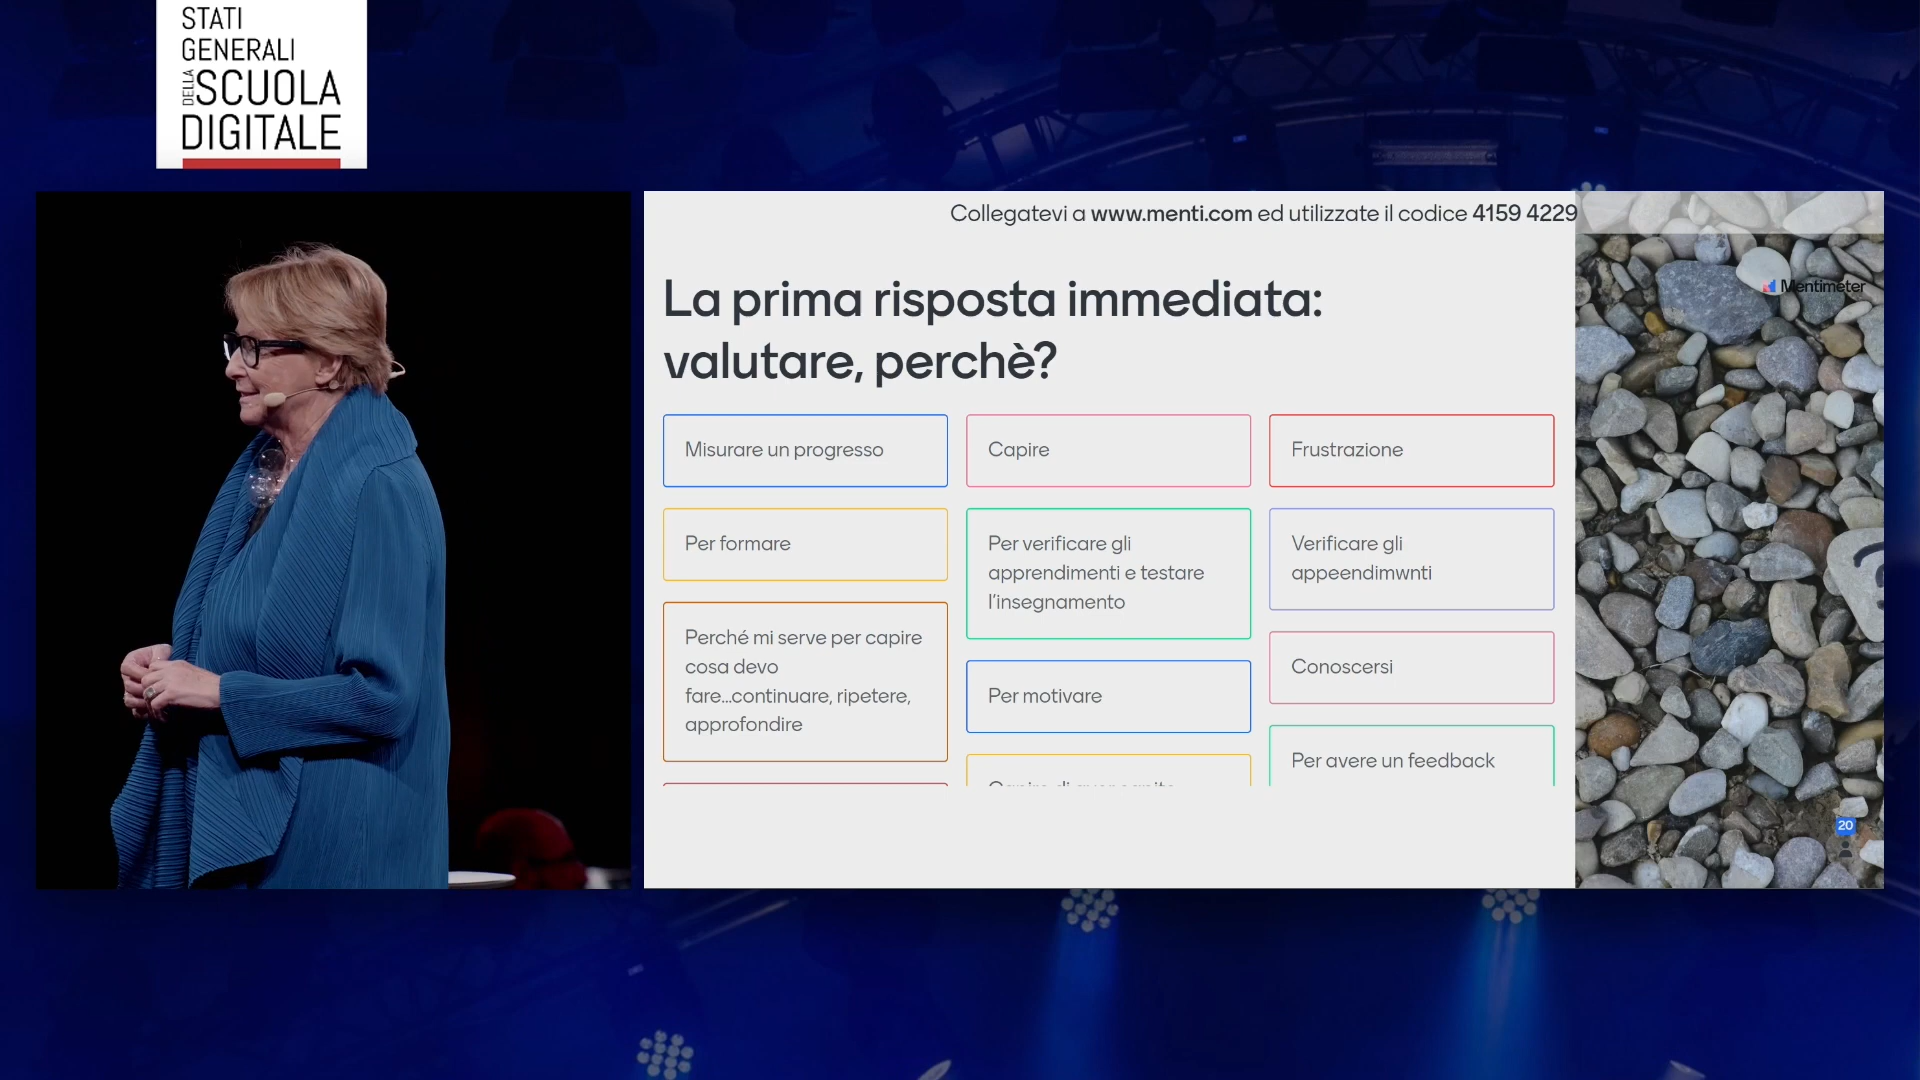 STATI
GENERALI
DELLA
SCUOLA
DIGITALE
Collegatevi a www.menti.com ed utilizzate il codice 4159 4229
Mentimeter
La prima risposta immediata:
valutare, perchè?
Misurare un progresso
Per formare
Perché mi serve per capire
cosa devo
fare...continuare, ripetere,
approfondire
Capire
Per verificare gli
apprendimenti e testare
l'insegnamento
Per motivare
Frustrazione
Verificare gli
appeendimwnti
Conoscersi
Per avere un feedback
20